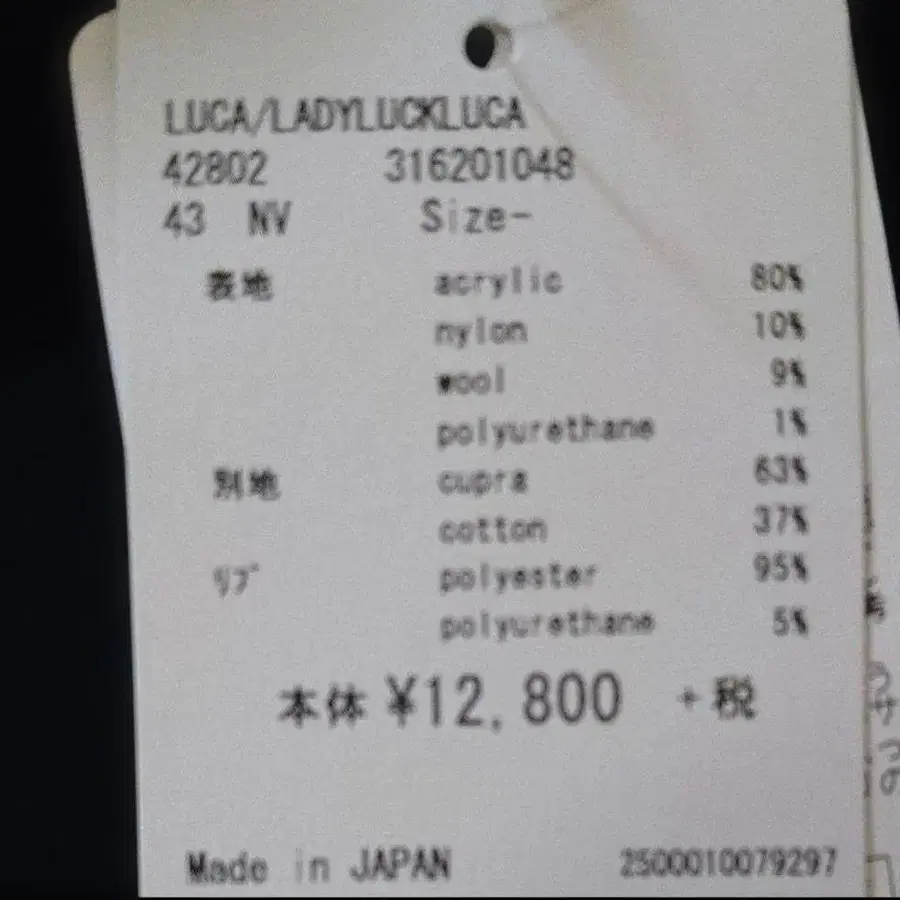 LUCA/LADYLUCKLUCA
42802 316201048
43 NV Size-
表地 acrylic 80%
nylon 10%
wool 9%
polyurethane 1%
別地 cupra 63%
cotton 37%
ﾘﾌﾞ polyester 95%
polyurethane 5%
本体 ¥12,800 +税
Made in JAPAN 2500010079297